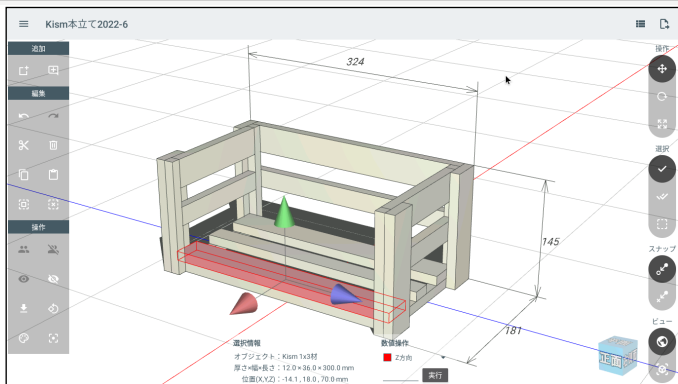 Kism本立て2022-6
追加
編集
操作
324
145
181
操作
選択
スナップ
ビュー
正面
選択情報
オブジェクト：Kism 1x3材
厚さ×幅×長さ：12.0×36.0×300.0 mm
位置(X,Y,Z)：-14.1, 18.0, 70.0 mm
数値操作
Z方向
実行